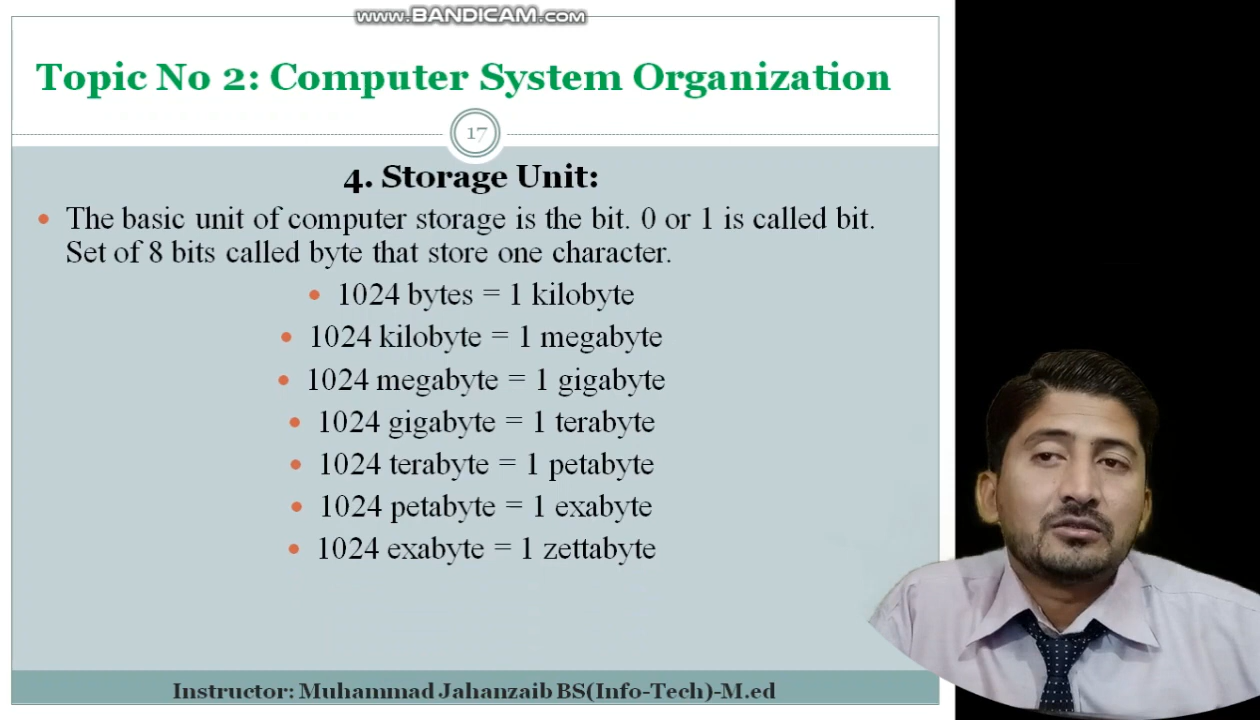 www.BANDICAM.com
Topic No 2: Computer System Organization
17
4. Storage Unit:
• The basic unit of computer storage is the bit. 0 or 1 is called bit.
Set of 8 bits called byte that store one character.
• 1024 bytes = 1 kilobyte
• 1024 kilobyte = 1 megabyte
• 1024 megabyte = 1 gigabyte
• 1024 gigabyte = 1 terabyte
• 1024 terabyte = 1 petabyte
• 1024 petabyte = 1 exabyte
• 1024 exabyte = 1 zettabyte
Instructor: Muhammad Jahanzaib BS(Info-Tech)-M.ed